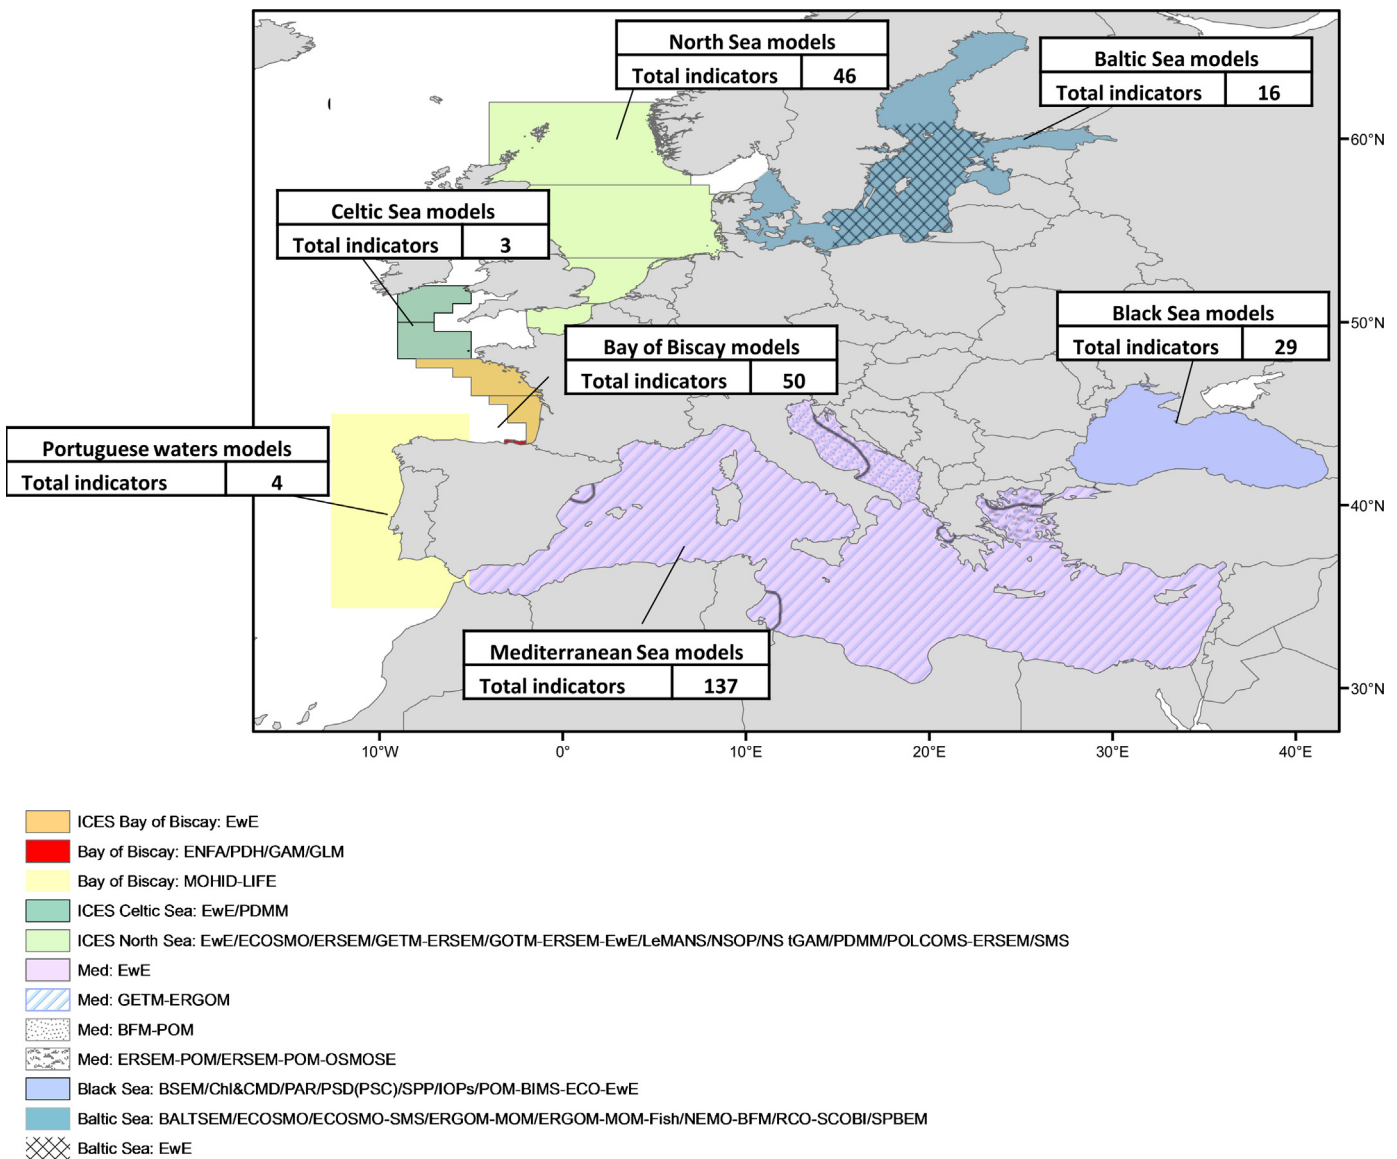 North Sea models
Total indicators 46
Baltic Sea models
Total indicators 16
60°N
Celtic Sea models
Total indicators 3
Black Sea models
Total indicators 29
50°N
Bay of Biscay models
Total indicators 50
Portuguese waters models
Total indicators 4
40°N
Mediterranean Sea models
Total indicators 137
30°N
10°W 0° 10°E 20°E 30°E 40°E
ICES Bay of Biscay: EwE
Bay of Biscay: ENFA/PDH/GAM/GLM
Bay of Biscay: MOHID-LIFE
ICES Celtic Sea: EwE/PDMM
ICES North Sea: EwE/ECOSMO/ERSEM/GETM-ERSEM/GOTM-ERSEM-EwE/LeMANS/NSOP/NS tGAM/PDMM/POLCOMS-ERSEM/SMS
Med: EwE
Med: GETM-ERGOM
Med: BFM-POM
Med: ERSEM-POM/ERSEM-POM-OSMOSE
Black Sea: BSEM/Chl&CMD/PAR/PSD(PSC)/SPP/IOPs/POM-BIMS-ECO-EwE
Baltic Sea: BALTSEM/ECOSMO/ECOSMO-SMS/ERGOM-MOM/ERGOM-MOM-Fish/NEMO-BFM/RCO-SCOBI/SPBEM
Baltic Sea: EwE